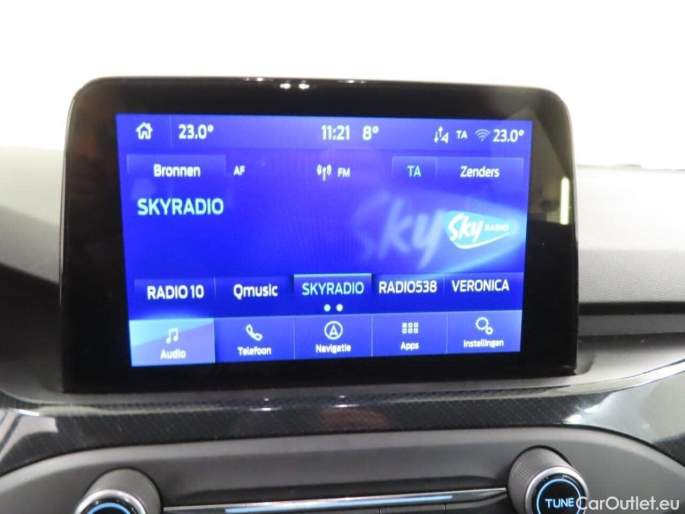 23.0° 11:21 8° TA 23.0°
Bronnen AF FM TA Zenders
SKYRADIO
Sky
Sky RADIO
RADIO 10 Qmusic SKYRADIO RADIO538 VERONICA
Audio Telefoon Navigatie Apps Instellingen
TUNE
CarOutlet.eu